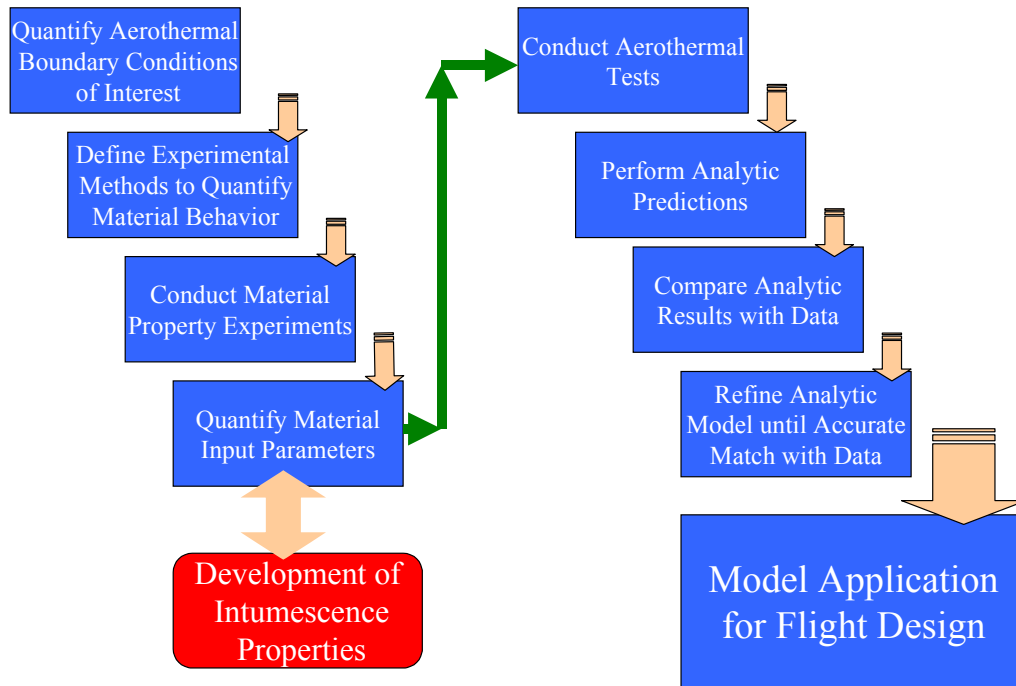 Quantify Aerothermal
Boundary Conditions
of Interest
Define Experimental
Methods to Quantify
Material Behavior
Conduct Material
Property Experiments
Quantify Material
Input Parameters
Development of
Intumescence
Properties
Conduct Aerothermal
Tests
Perform Analytic
Predictions
Compare Analytic
Results with Data
Refine Analytic
Model until Accurate
Match with Data
Model Application
for Flight Design